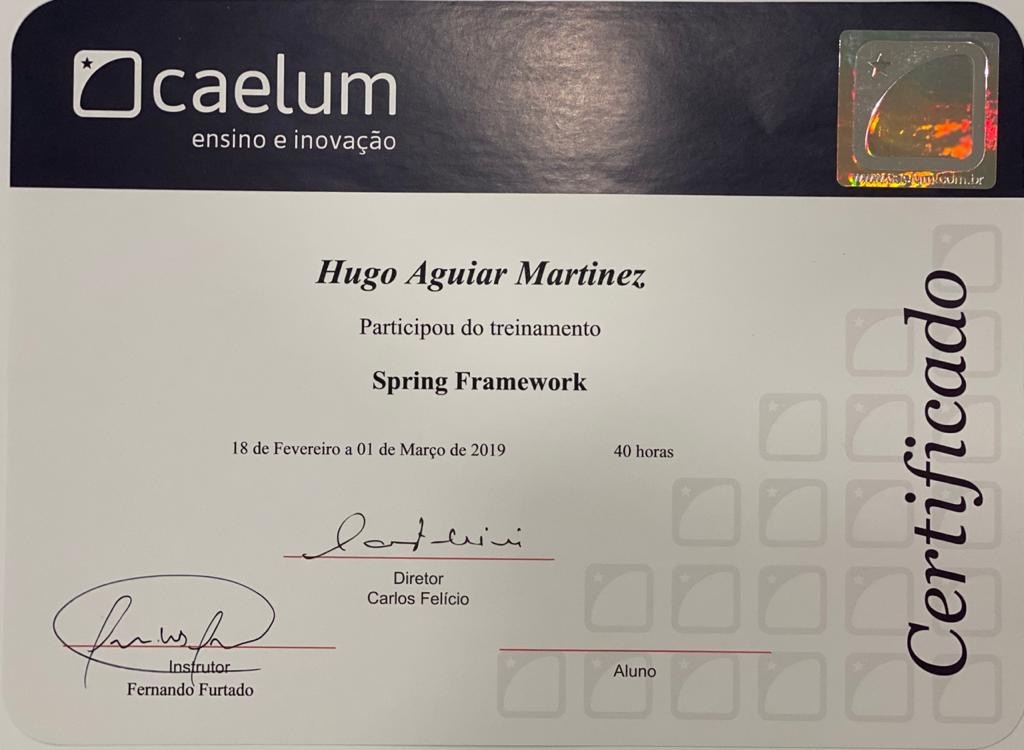 caelum
ensino e inovação
Hugo Aguiar Martinez
Participou do treinamento
Spring Framework
18 de Fevereiro a 01 de Março de 2019 40 horas
Diretor
Carlos Felício
Instrutor
Fernando Furtado
Aluno
Certificado